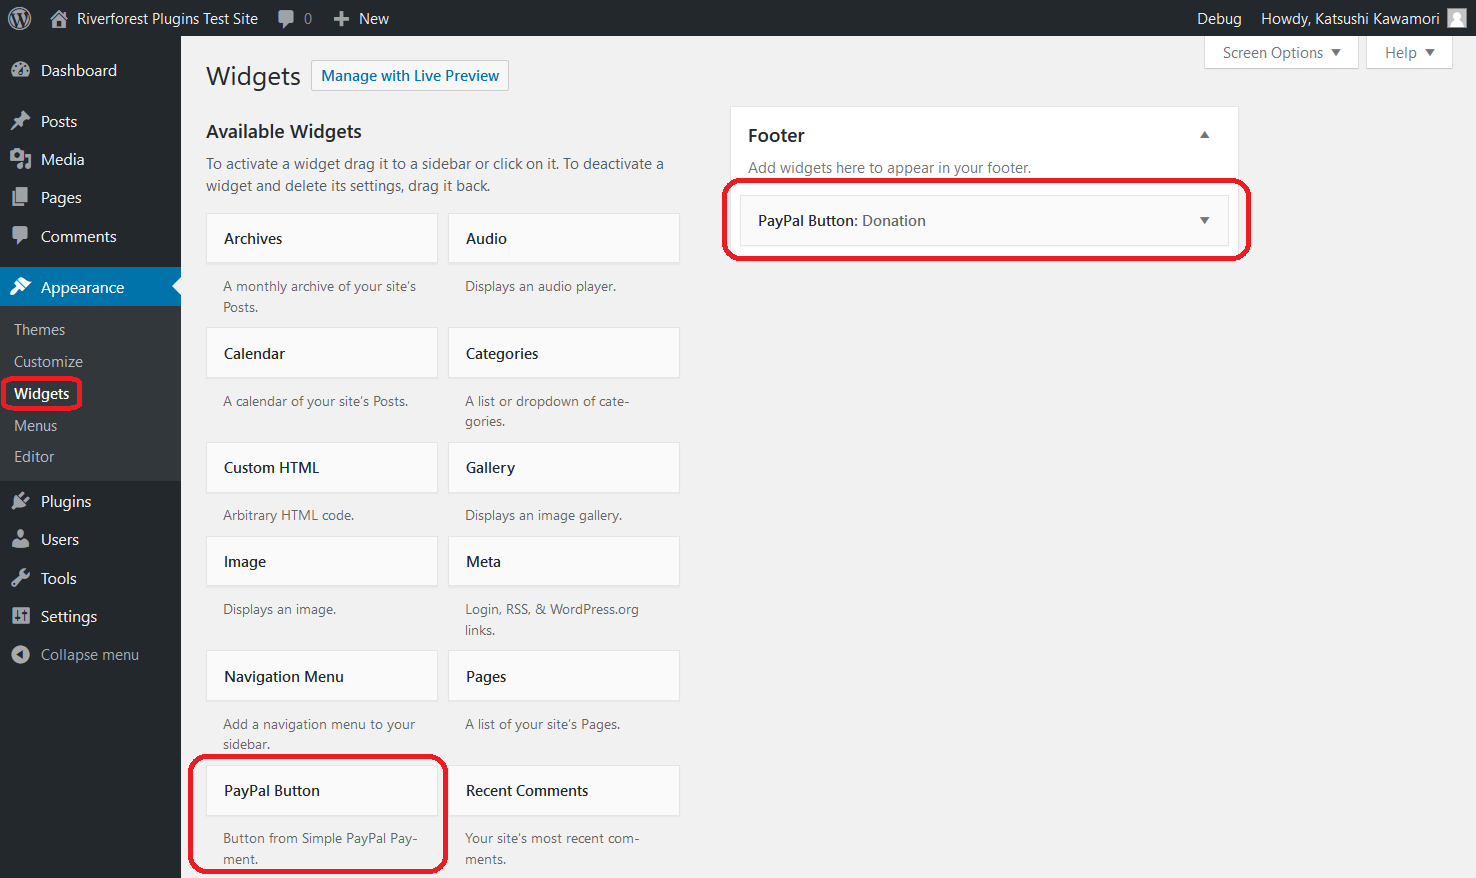 Riverforest Plugins Test Site 0 New Debug Howdy, Katsushi Kawamori
Screen Options Help
Dashboard
Posts
Media
Pages
Comments
Appearance
Themes
Customize
Widgets
Menus
Editor
Plugins
Users
Tools
Settings
Collapse menu
Widgets Manage with Live Preview
Available Widgets
To activate a widget drag it to a sidebar or click on it. To deactivate a
widget and delete its settings, drag it back.
Archives
A monthly archive of your site's
Posts.
Audio
Displays an audio player.
Calendar
A calendar of your site's Posts.
Categories
A list or dropdown of cate-
gories.
Custom HTML
Arbitrary HTML code.
Gallery
Displays an image gallery.
Image
Displays an image.
Meta
Login, RSS, & WordPress.org
links.
Navigation Menu
Add a navigation menu to your
sidebar.
Pages
A list of your site's Pages.
PayPal Button
Button from Simple PayPal Pay-
ment.
Recent Comments
Your site's most recent com-
ments.
Footer
Add widgets here to appear in your footer.
PayPal Button: Donation